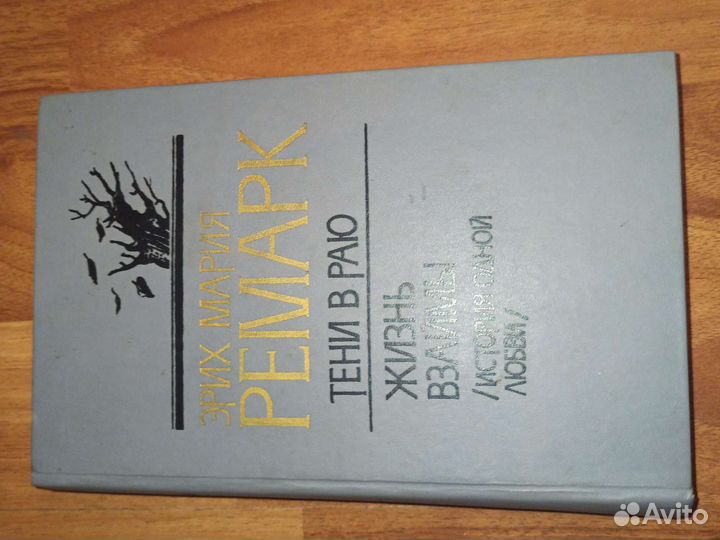 ЭРИХ МАРИЯ
РЕМАРК
ТЕНИ В РАЮ
ЖИЗНЬ
ВЗАЙМЫ
/ИСТОРИЯ ОДНОЙ
ЛЮБВИ/
Avito